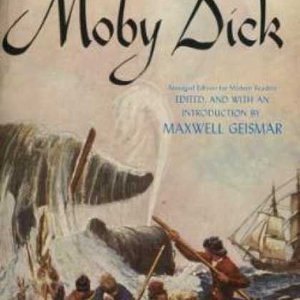 Moby Dick
Abridged Edition for Modern Readers
EDITED, AND WITH AN
INTRODUCTION BY
MAXWELL GEISMAR